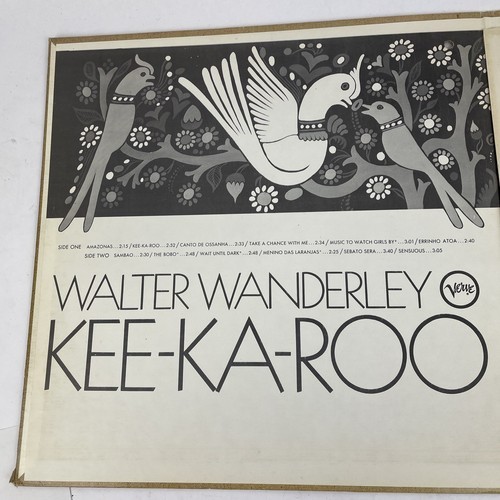 SIDE ONE AMAZONAS...2:15/KEE-KA-ROO...2:52/CANTO DE OSSANHA...2:33/TAKE A CHANCE WITH ME...2:34/MUSIC TO WATCH GIRLS BY*...3:01/ERRINHO ATOA...2:40
SIDE TWO SAMBAO...3:30/THE BOBO*...2:48/WAIT UNTIL DARK*...2:48/MENINO DAS LARANJAS*...2:25/SEBATO SERA...3:40/SENSUOUS...3:05
WALTER WANDERLEY Verve
KEE-KA-ROO